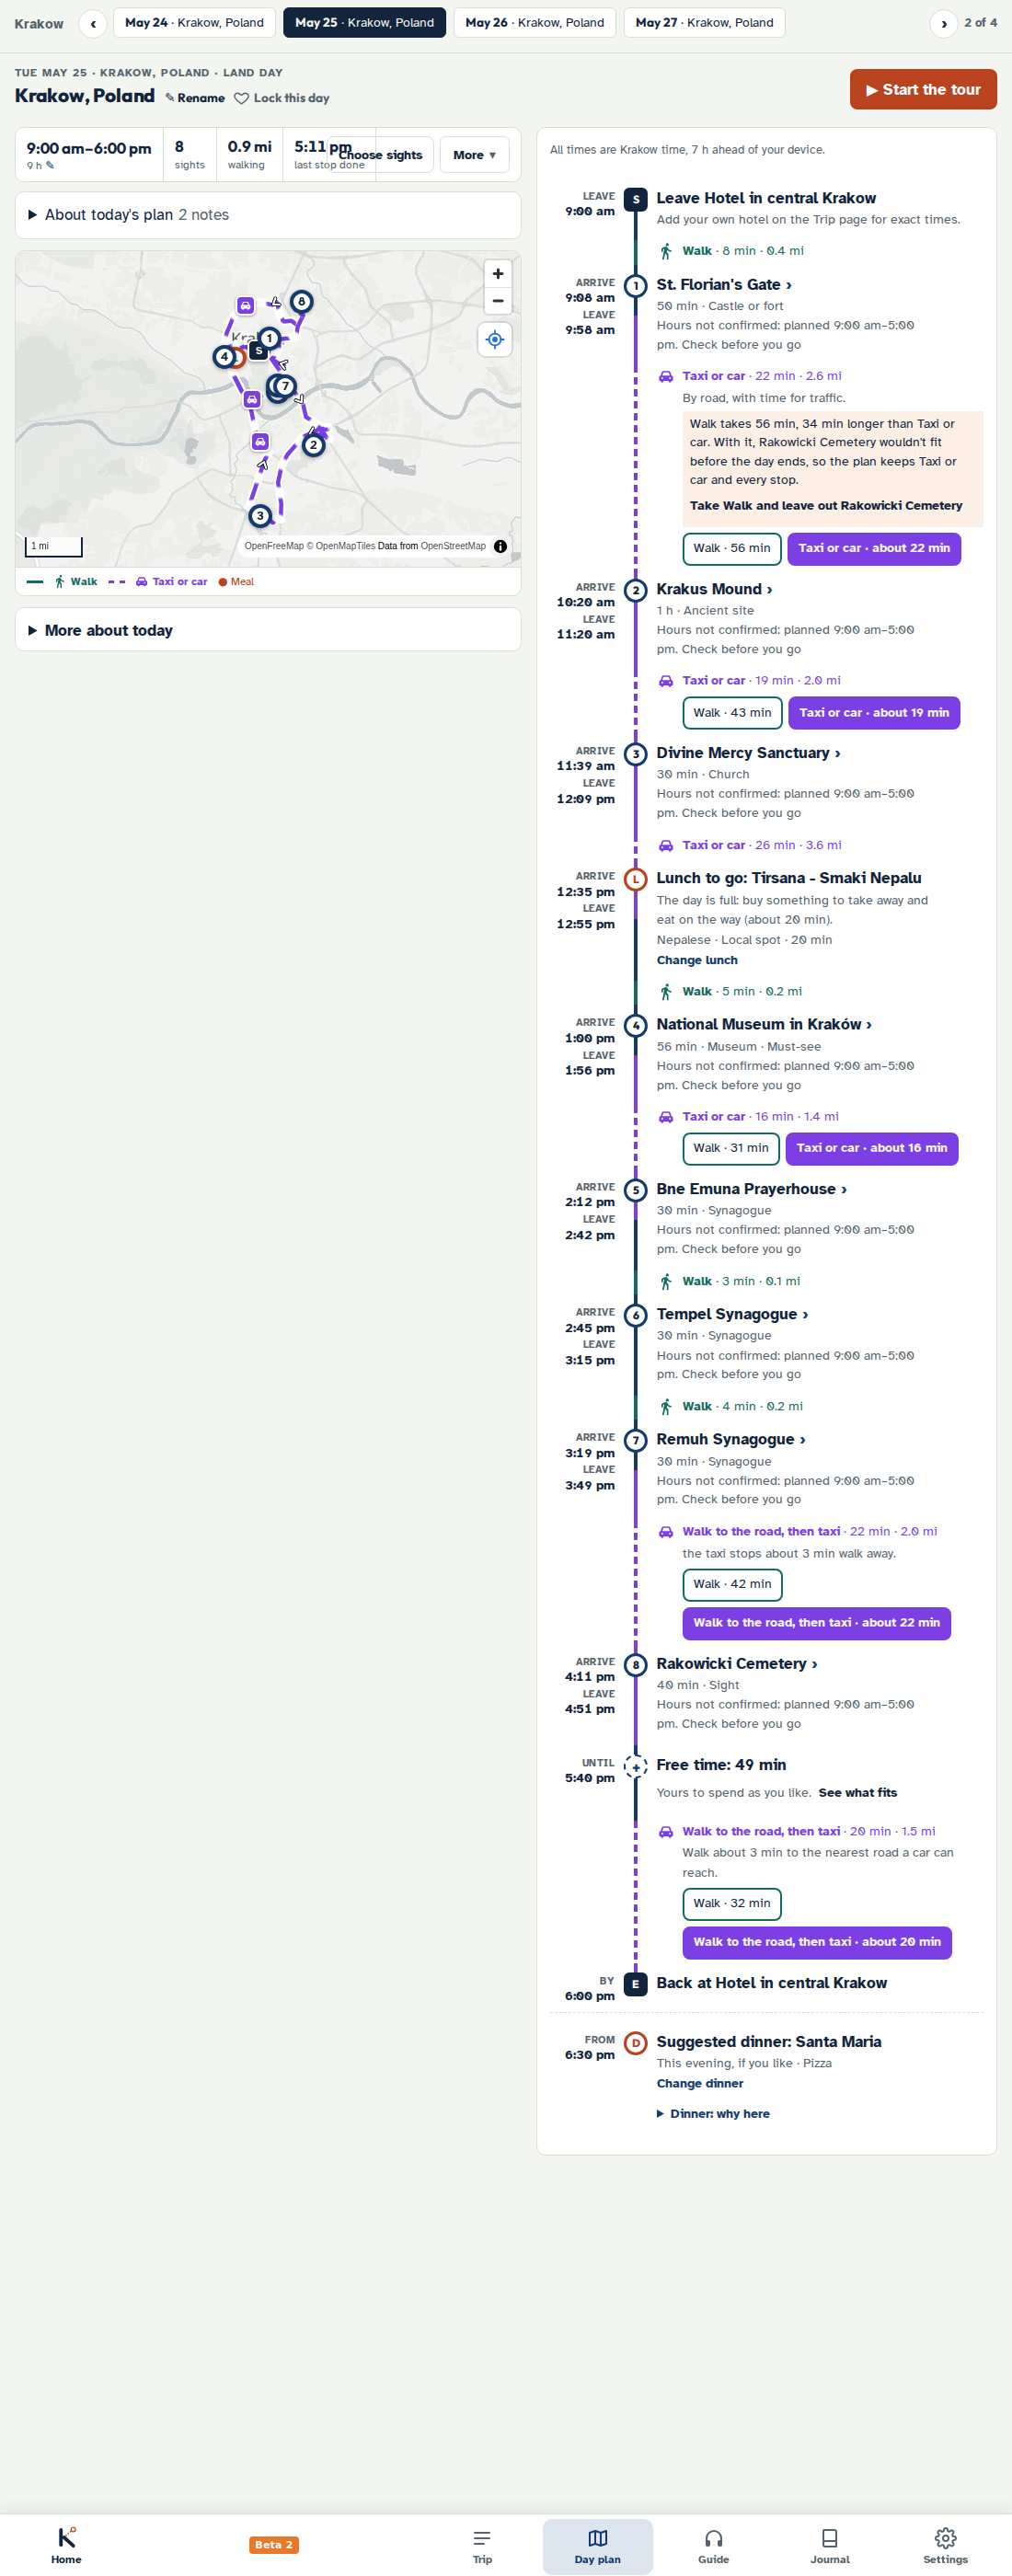 Krakow
‹
May 24 · Krakow, Poland
May 25 · Krakow, Poland
May 26 · Krakow, Poland
May 27 · Krakow, Poland
›
2 of 4
TUE MAY 25 · KRAKOW, POLAND · LAND DAY
Krakow, Poland
✎ Rename
Lock this day
▶ Start the tour
9:00 am–6:00 pm
9 h ✎
8
sights
0.9 mi
walking
5:11 pm
last stop done
Choose sights
More ▾
▶ About today's plan 2 notes
+
−
8
1
S
4
7
2
3
1 mi
OpenFreeMap © OpenMapTiles Data from OpenStreetMap
Walk
Taxi or car
Meal
▶ More about today
All times are Krakow time, 7 h ahead of your device.
LEAVE
9:00 am
S
Leave Hotel in central Krakow
Add your own hotel on the Trip page for exact times.
Walk · 8 min · 0.4 mi
ARRIVE
9:08 am
LEAVE
9:58 am
1
St. Florian's Gate ›
50 min · Castle or fort
Hours not confirmed: planned 9:00 am–5:00
pm. Check before you go
Taxi or car · 22 min · 2.6 mi
By road, with time for traffic.
Walk takes 56 min, 34 min longer than Taxi or
car. With it, Rakowicki Cemetery wouldn't fit
before the day ends, so the plan keeps Taxi or
car and every stop.
Take Walk and leave out Rakowicki Cemetery
Walk · 56 min
Taxi or car · about 22 min
ARRIVE
10:20 am
LEAVE
11:20 am
2
Krakus Mound ›
1 h · Ancient site
Hours not confirmed: planned 9:00 am–5:00
pm. Check before you go
Taxi or car · 19 min · 2.0 mi
Walk · 43 min
Taxi or car · about 19 min
ARRIVE
11:39 am
LEAVE
12:09 pm
3
Divine Mercy Sanctuary ›
30 min · Church
Hours not confirmed: planned 9:00 am–5:00
pm. Check before you go
Taxi or car · 26 min · 3.6 mi
ARRIVE
12:35 pm
LEAVE
12:55 pm
L
Lunch to go: Tirsana - Smaki Nepalu
The day is full: buy something to take away and
eat on the way (about 20 min).
Nepalese · Local spot · 20 min
Change lunch
Walk · 5 min · 0.2 mi
ARRIVE
1:00 pm
LEAVE
1:56 pm
4
National Museum in Kraków ›
56 min · Museum · Must-see
Hours not confirmed: planned 9:00 am–5:00
pm. Check before you go
Taxi or car · 16 min · 1.4 mi
Walk · 31 min
Taxi or car · about 16 min
ARRIVE
2:12 pm
LEAVE
2:42 pm
5
Bne Emuna Prayerhouse ›
30 min · Synagogue
Hours not confirmed: planned 9:00 am–5:00
pm. Check before you go
Walk · 3 min · 0.1 mi
ARRIVE
2:45 pm
LEAVE
3:15 pm
6
Tempel Synagogue ›
30 min · Synagogue
Hours not confirmed: planned 9:00 am–5:00
pm. Check before you go
Walk · 4 min · 0.2 mi
ARRIVE
3:19 pm
LEAVE
3:49 pm
7
Remuh Synagogue ›
30 min · Synagogue
Hours not confirmed: planned 9:00 am–5:00
pm. Check before you go
Walk to the road, then taxi · 22 min · 2.0 mi
the taxi stops about 3 min walk away.
Walk · 42 min
Walk to the road, then taxi · about 22 min
ARRIVE
4:11 pm
LEAVE
4:51 pm
8
Rakowicki Cemetery ›
40 min · Sight
Hours not confirmed: planned 9:00 am–5:00
pm. Check before you go
UNTIL
5:40 pm
+
Free time: 49 min
Yours to spend as you like. See what fits
Walk to the road, then taxi · 20 min · 1.5 mi
Walk about 3 min to the nearest road a car can
reach.
Walk · 32 min
Walk to the road, then taxi · about 20 min
BY
6:00 pm
E
Back at Hotel in central Krakow
FROM
6:30 pm
D
Suggested dinner: Santa Maria
This evening, if you like · Pizza
Change dinner
▶ Dinner: why here
Home
Beta 2
Trip
Day plan
Guide
Journal
Settings